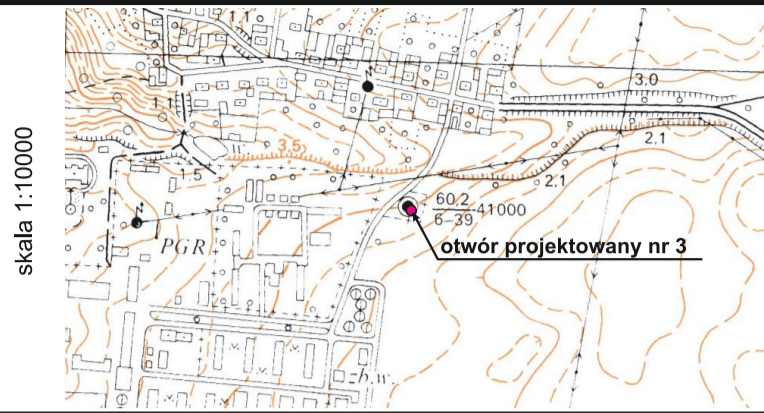 skala 1:10000
1,1
3,0
1,1
3,5
2,1
1,5
2,1
60,2
6-39
41000
PGR
otwór projektowany nr 3
zb.w.